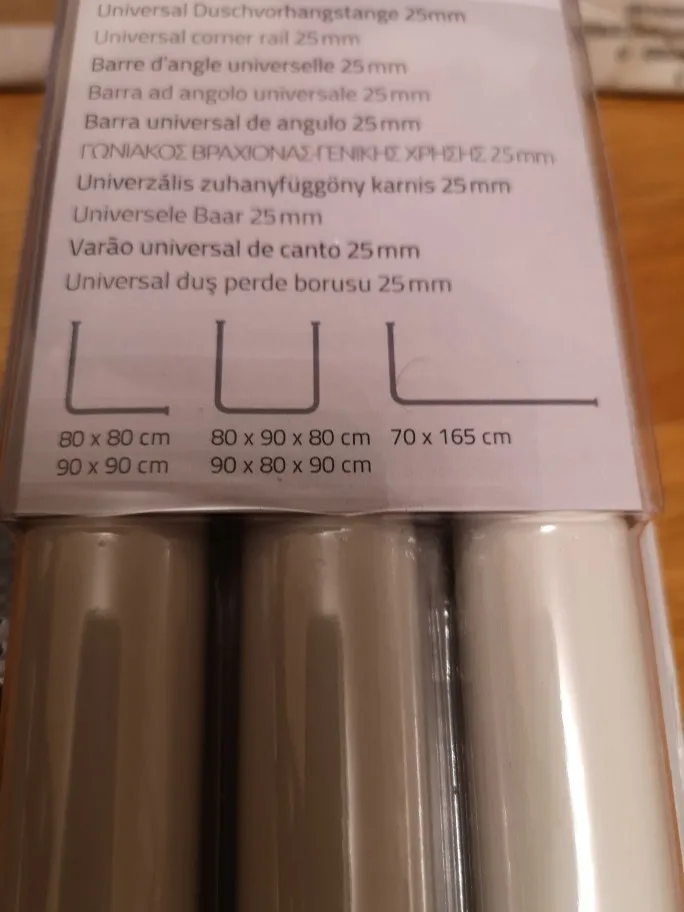 Universal Duschvorhangstange 25mm
Universal corner rail 25mm
Barre d'angle universelle 25mm
Barra ad angolo universale 25mm
Barra universal de angulo 25mm
ΓΩΝΙΑΚΟΣ ΒΡΑΧΙΟΝΑΣ-ΓΕΝΙΚΗΣ ΧΡΗΣΗΣ 25mm
Univerzális zuhanyfüggöny karnis 25mm
Universele Baar 25mm
Varão universal de canto 25mm
Universal duş perde borusu 25mm
80 x 80 cm 80 x 90 x 80 cm 70 x 165 cm
90 x 90 cm 90 x 80 x 90 cm